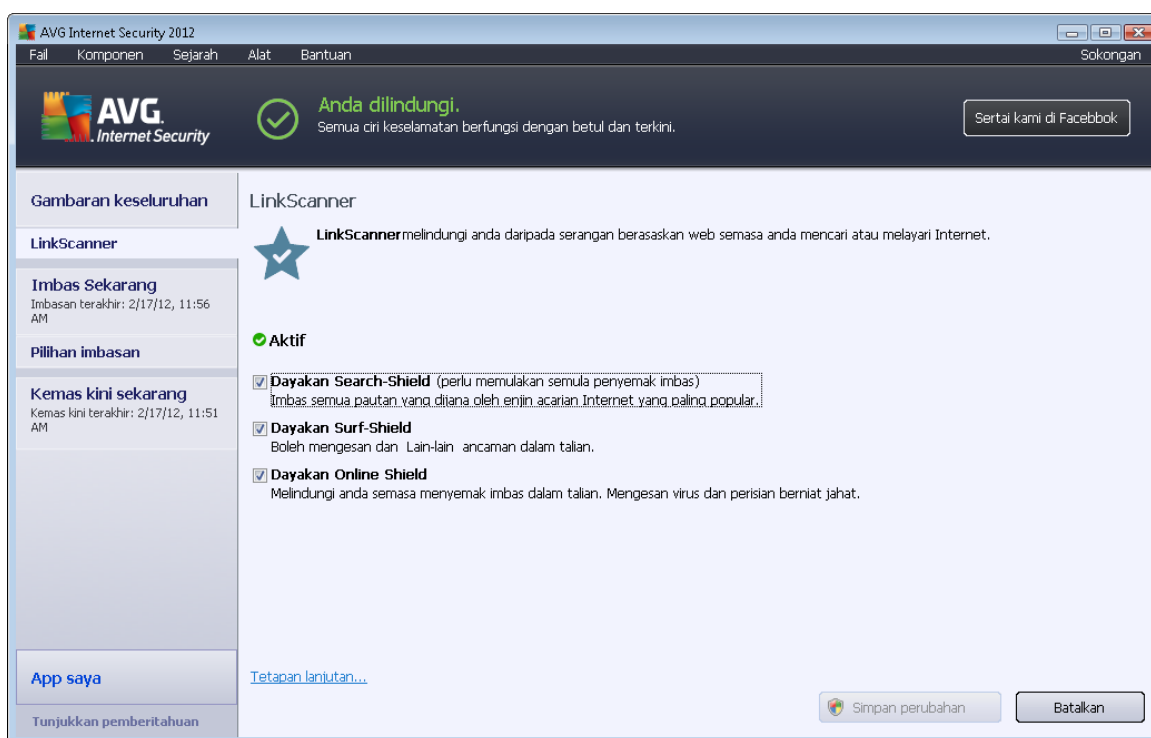 AVG Internet Security 2012
Fail Komponen Sejarah Alat Bantuan Sokongan
AVG.
Internet Security
Anda dilindungi.
Semua ciri keselamatan berfungsi dengan betul dan terkini.
Sertai kami di Facebbok
Gambaran keseluruhan
LinkScanner
Imbas Sekarang
Imbasan terakhir: 2/17/12, 11:56
AM
Pilihan imbasan
Kemas kini sekarang
Kemas kini terakhir: 2/17/12, 11:51
AM
App saya
Tunjukkan pemberitahuan
LinkScanner
LinkScanner melindungi anda daripada serangan berasaskan web semasa anda mencari atau melayari Internet.
Aktif
Dayakan Search-Shield (perlu memulakan semula penyemak imbas)
Imbas semua pautan yang dijana oleh enjin acarian Internet yang paling popular.
Dayakan Surf-Shield
Boleh mengesan dan Lain-lain ancaman dalam talian.
Dayakan Online Shield
Melindungi anda semasa menyemak imbas dalam talian. Mengesan virus dan perisian berniat jahat.
Tetapan lanjutan...
Simpan perubahan
Batalkan